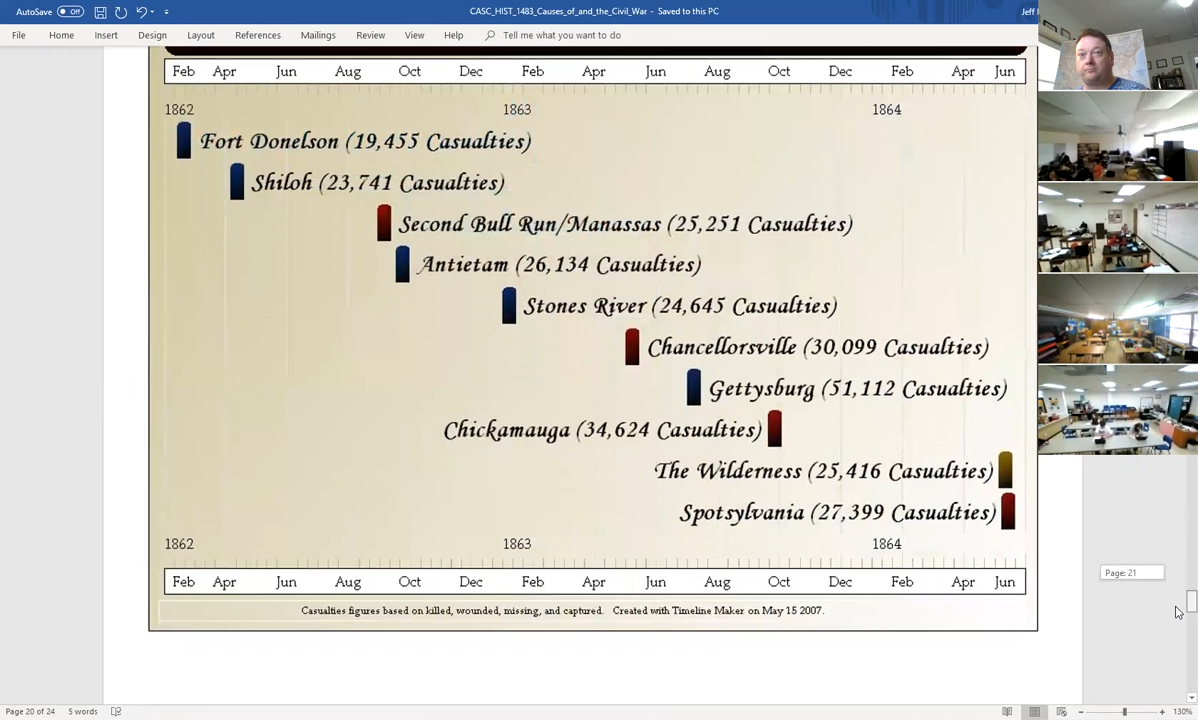 AutoSave Off CASC_HIST_1483_Causes_of_and_the_Civil_War - Saved to this PC Jeff
File Home Insert Design Layout References Mailings Review View Help Tell me what you want to do
Feb Apr Jun Aug Oct Dec Feb Apr Jun Aug Oct Feb Apr Jun
1862 1863 1864
Fort Donelson (19,455 Casualties)
Shiloh (23,741 Casualties)
Second Bull Run/Manassas (25,251 Casualties)
Antietam (26,134 Casualties)
Stones River (24,645 Casualties)
Chancellorsville (30,099 Casualties)
Gettysburg (51,112 Casualties)
Chickamauga (34,624 Casualties)
The Wilderness (25,416 Casualties)
Spotsylvania (27,399 Casualties)
1862 1863 1864
Feb Apr Jun Aug Oct Dec Feb Apr Jun Aug Oct Dec Feb Apr Jun
Page: 21
Casualties figures based on killed, wounded, missing, and captured. Created with Timeline Maker on May 15 2007.
Page 20 of 24 5 words 130%